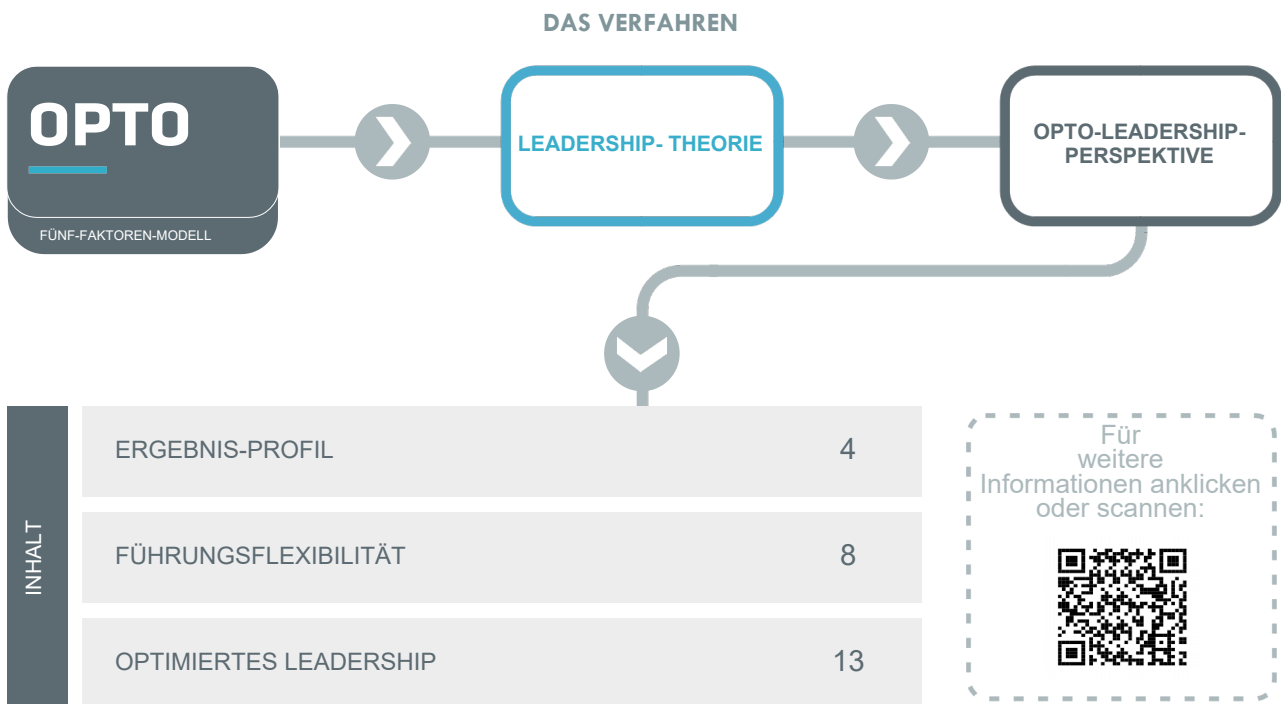 DAS VERFAHREN
OPTO
FÜNF-FAKTOREN-MODELL
LEADERSHIP- THEORIE
OPTO-LEADERSHIP-
PERSPEKTIVE
INHALT
ERGEBNIS-PROFIL 4
FÜHRUNGSFLEXIBILITÄT 8
OPTIMIERTES LEADERSHIP 13
Für
weitere
Informationen anklicken
oder scannen: